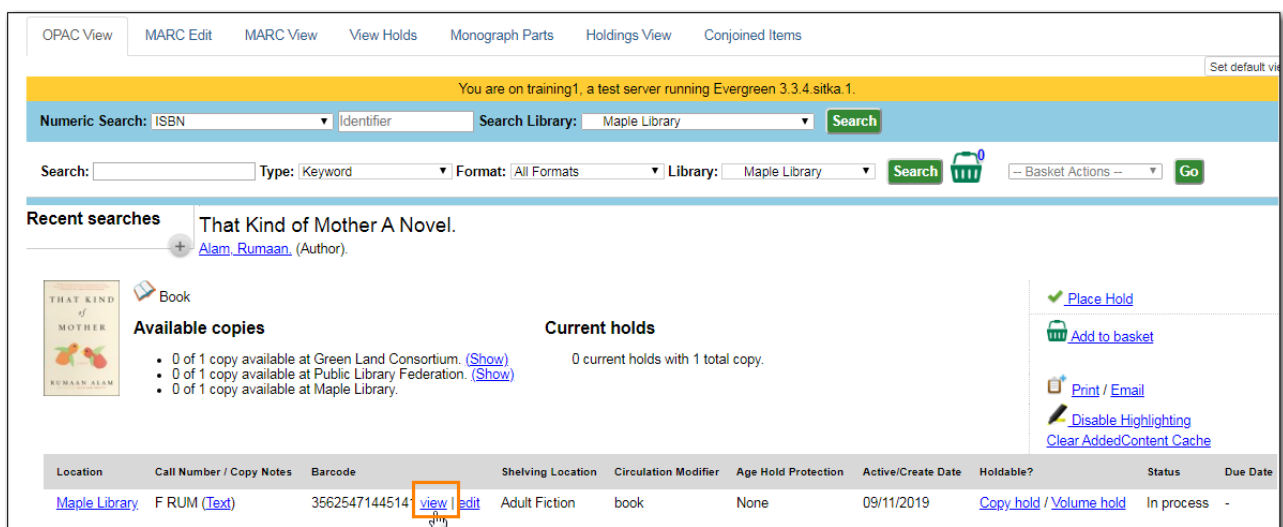 OPAC View MARC Edit MARC View View Holds Monograph Parts Holdings View Conjoined Items
Set default vie
You are on training1, a test server running Evergreen 3.3.4.sitka.1.
Numeric Search: ISBN Identifier Search Library: Maple Library Search
Search: Type: Keyword Format: All Formats Library: Maple Library Search 0 -- Basket Actions -- Go
Recent searches
+
That Kind of Mother A Novel.
Alam, Rumaan. (Author).
THAT KIND
of
MOTHER
RUMAAN ALAM
Book
Available copies
• 0 of 1 copy available at Green Land Consortium. (Show)
• 0 of 1 copy available at Public Library Federation. (Show)
• 0 of 1 copy available at Maple Library.
Current holds
0 current holds with 1 total copy.
Place Hold
Add to basket
Print / Email
Disable Highlighting
Clear AddedContent Cache
Location Call Number / Copy Notes Barcode Shelving Location Circulation Modifier Age Hold Protection Active/Create Date Holdable? Status Due Date
Maple Library F RUM (Text) view | edit Adult Fiction book None 09/11/2019 Copy hold / Volume hold In process -